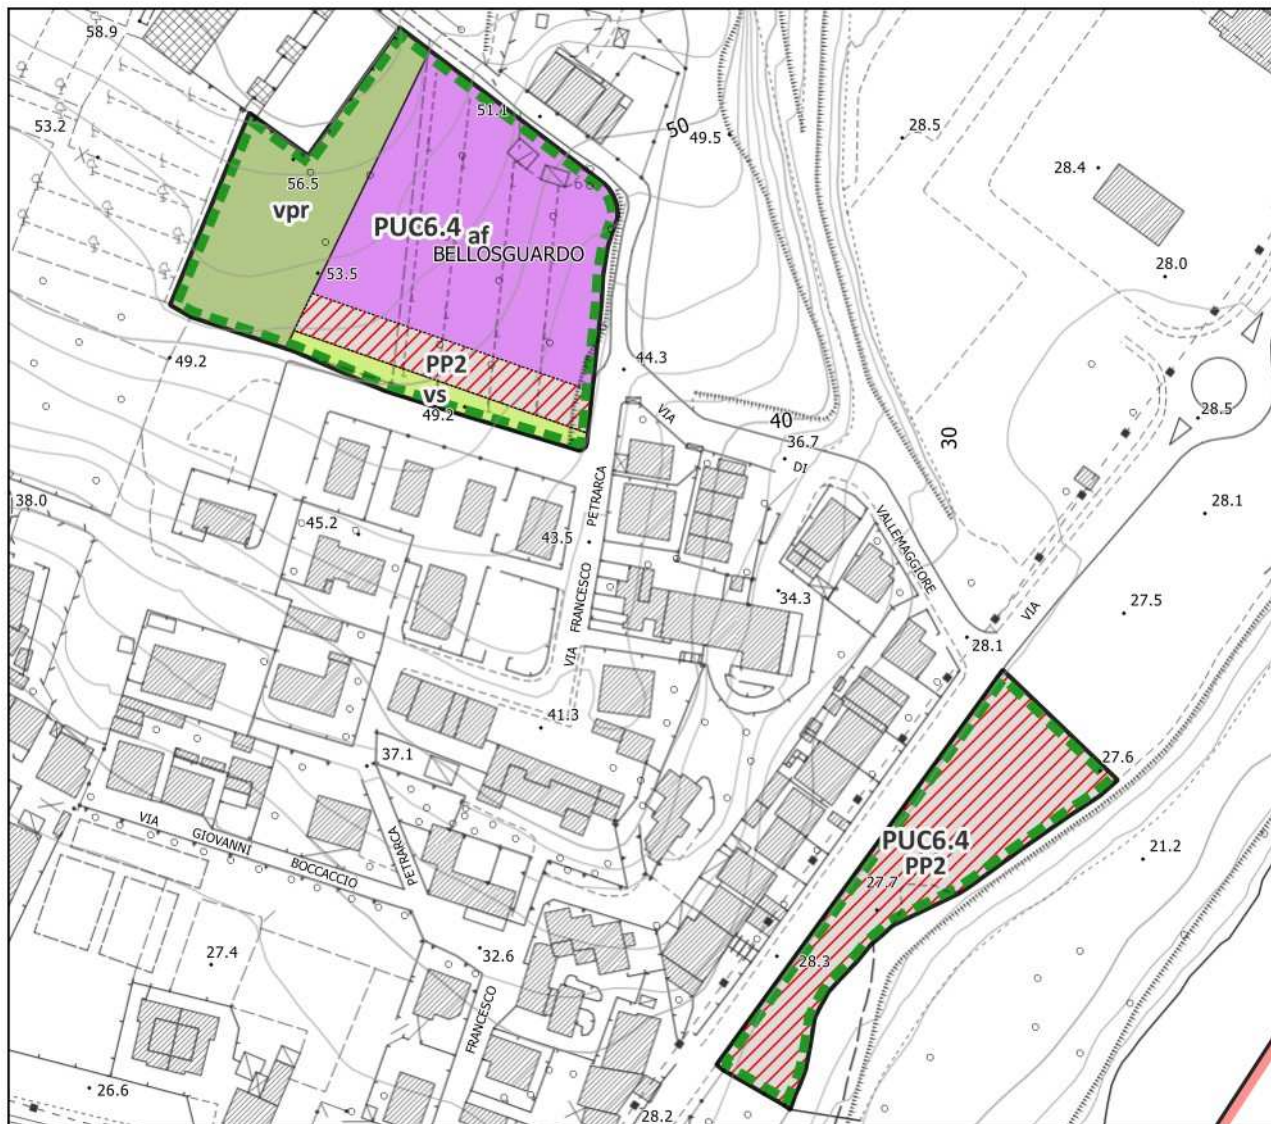 58.9
53.2
51.1
50
49.5
28.5
28.4
56.5
vpr
PUC6.4 af
BELLOSGUARDO
28.0
53.5
49.2
PP2
vs
49.2
44.3
VIA
40
36.7
DI
30
28.5
VALLEMAGGIORE
28.1
38.0
45.2
43.5
VIA FRANCESCO PETRARCA
34.3
VIA
27.5
28.1
41.3
37.1
27.6
VIA GIOVANNI BOCCACCIO
PETRARCA
PUC6.4
PP2
27.7
21.2
27.4
32.6
28.3
FRANCESCO
26.6
28.2